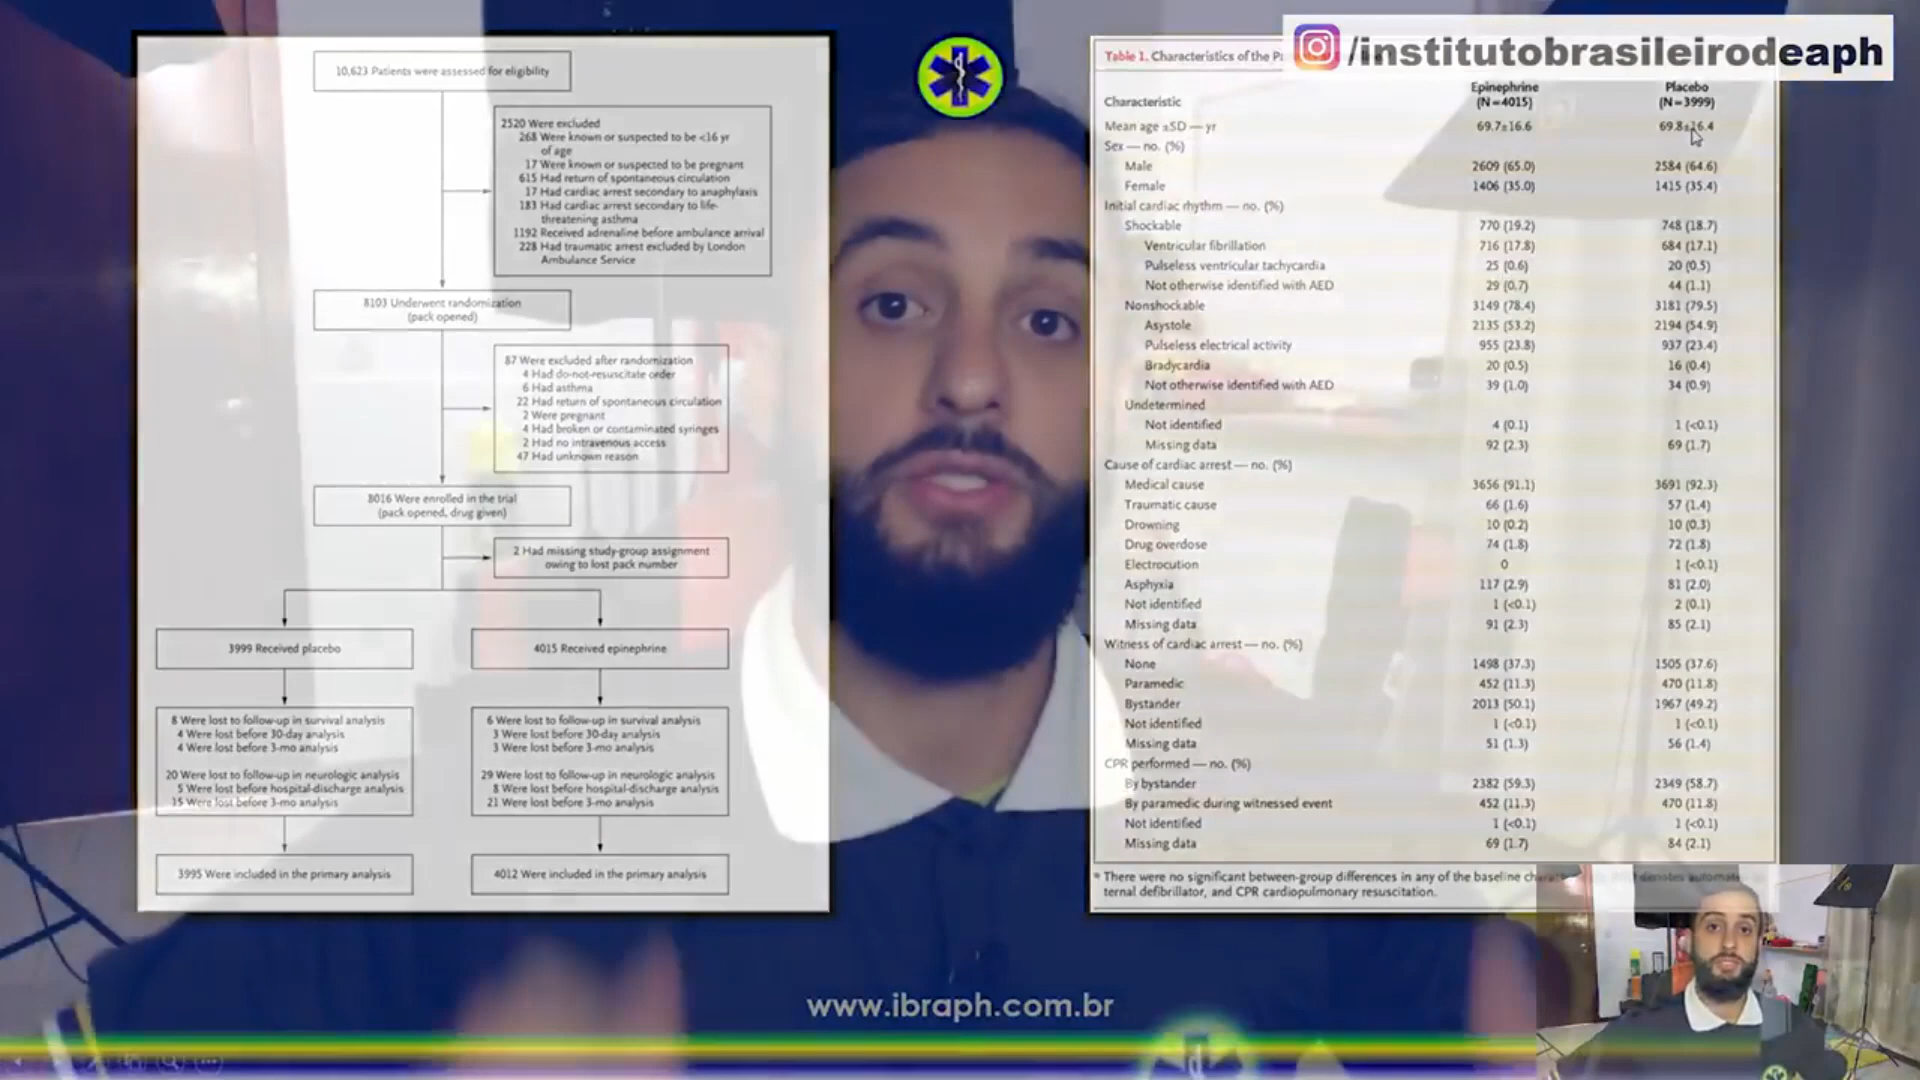 /institutobrasileirodeaph
10,623 Patients were assessed for eligibility
2520 Were excluded
268 Were known or suspected to be <16 yr
of age
17 Were known or suspected to be pregnant
615 Had return of spontaneous circulation
17 Had cardiac arrest secondary to anaphylaxis
183 Had cardiac arrest secondary to life-
threatening asthma
1192 Received adrenaline before ambulance arrival
228 Had traumatic arrest excluded by London
Ambulance Service
8103 Underwent randomization
(pack opened)
87 Were excluded after randomization
4 Had do-not-resuscitate order
6 Had asthma
22 Had return of spontaneous circulation
2 Were pregnant
4 Had broken or contaminated syringes
2 Had no intravenous access
47 Had unknown reason
8016 Were enrolled in the trial
(pack opened, drug given)
2 Had missing study-group assignment
owing to lost pack number
3999 Received placebo
4015 Received epinephrine
8 Were lost to follow-up in survival analysis
4 Were lost before 30-day analysis
4 Were lost before 3-mo analysis
20 Were lost to follow-up in neurologic analysis
5 Were lost before hospital-discharge analysis
15 Were lost before 3-mo analysis
6 Were lost to follow-up in survival analysis
3 Were lost before 30-day analysis
3 Were lost before 3-mo analysis
29 Were lost to follow-up in neurologic analysis
8 Were lost before hospital-discharge analysis
21 Were lost before 3-mo analysis
3995 Were included in the primary analysis
4012 Were included in the primary analysis
Table 1. Characteristics of the
Characteristic Epinephrine (N=4015) Placebo (N=3999)
Mean age ±SD — yr 69.7±16.6 69.8±16.4
Sex — no. (%)
Male 2609 (65.0) 2584 (64.6)
Female 1406 (35.0) 1415 (35.4)
Initial cardiac rhythm — no. (%)
Shockable 770 (19.2) 748 (18.7)
Ventricular fibrillation 716 (17.8) 684 (17.1)
Pulseless ventricular tachycardia 25 (0.6) 20 (0.5)
Not otherwise identified with AED 29 (0.7) 44 (1.1)
Nonshockable 3149 (78.4) 3181 (79.5)
Asystole 2135 (53.2) 2194 (54.9)
Pulseless electrical activity 955 (23.8) 937 (23.4)
Bradycardia 20 (0.5) 16 (0.4)
Not otherwise identified with AED 39 (1.0) 34 (0.9)
Undetermined
Not identified 4 (0.1) 1 (<0.1)
Missing data 92 (2.3) 69 (1.7)
Cause of cardiac arrest — no. (%)
Medical cause 3656 (91.1) 3691 (92.3)
Traumatic cause 66 (1.6) 57 (1.4)
Drowning 10 (0.2) 10 (0.3)
Drug overdose 74 (1.8) 72 (1.8)
Electrocution 0 1 (<0.1)
Asphyxia 117 (2.9) 81 (2.0)
Not identified 1 (<0.1) 2 (0.1)
Missing data 91 (2.3) 85 (2.1)
Witness of cardiac arrest — no. (%)
None 1498 (37.3) 1505 (37.6)
Paramedic 452 (11.3) 470 (11.8)
Bystander 2013 (50.1) 1967 (49.2)
Not identified 1 (<0.1) 1 (<0.1)
Missing data 51 (1.3) 56 (1.4)
CPR performed — no. (%)
By bystander 2382 (59.3) 2349 (58.7)
By paramedic during witnessed event 452 (11.3) 470 (11.8)
Not identified 1 (<0.1) 1 (<0.1)
Missing data 69 (1.7) 84 (2.1)
* There were no significant between-group differences in any of the baseline denotes
ternal defibrillator, and CPR cardiopulmonary resuscitation.
www.ibraph.com.br